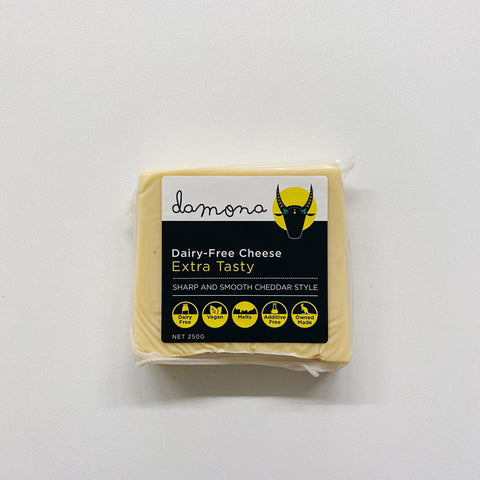 damona
Dairy-Free Cheese
Extra Tasty
SHARP AND SMOOTH CHEDDAR STYLE
Dairy Free
Vegan
Melts
Additive Free
Owned Made
NET 250G